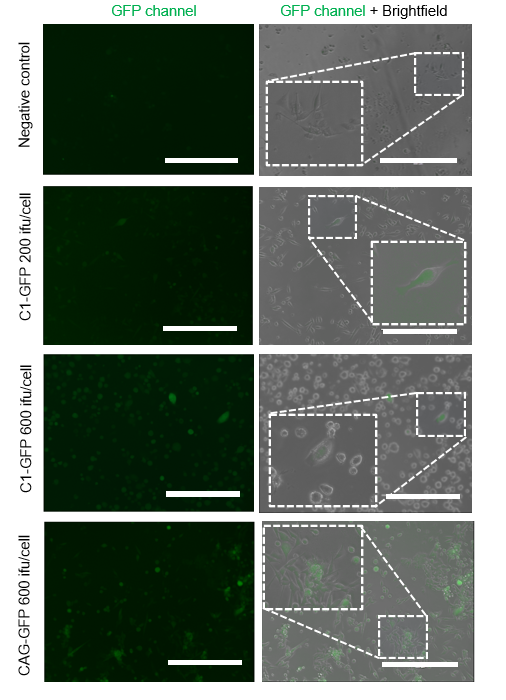 GFP channel
GFP channel + Brightfield
Negative control
C1-GFP 200 ifu/cell
C1-GFP 600 ifu/cell
CAG-GFP 600 ifu/cell